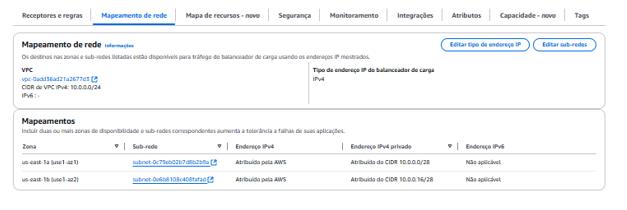 Receptores e regras Mapeamento de rede Mapa de recursos - novo Segurança Monitoramento Integrações Atributos Capacidade - novo Tags
Mapeamento de rede Informações Editar tipo de endereço IP Editar sub-redes
Os destinos nas zonas e sub-redes listadas estão disponíveis para tráfego do balanceador de carga usando os endereços IP mostrados.
VPC Tipo de endereço IP do balanceador de carga
vpc-0add56ad21a2677d5 IPv4
CIDR de VPC IPv4: 10.0.0.0/24
IPv6 : -
Mapeamentos
Incluir duas ou mais zonas de disponibilidade e sub-redes correspondentes aumenta a tolerância a falhas de suas aplicações.
Zona Sub-rede Endereço IPv4 Endereço IPv4 privado Endereço IPv6
us-east-1a (use1-az1) subnet-0c79eb02b7d8b2b9a Atribuído pela AWS Atribuído do CIDR 10.0.0.0/28 Não aplicável
us-east-1b (use1-az2) subnet-0e6b8108c408fafad Atribuído pela AWS Atribuído do CIDR 10.0.0.16/28 Não aplicável